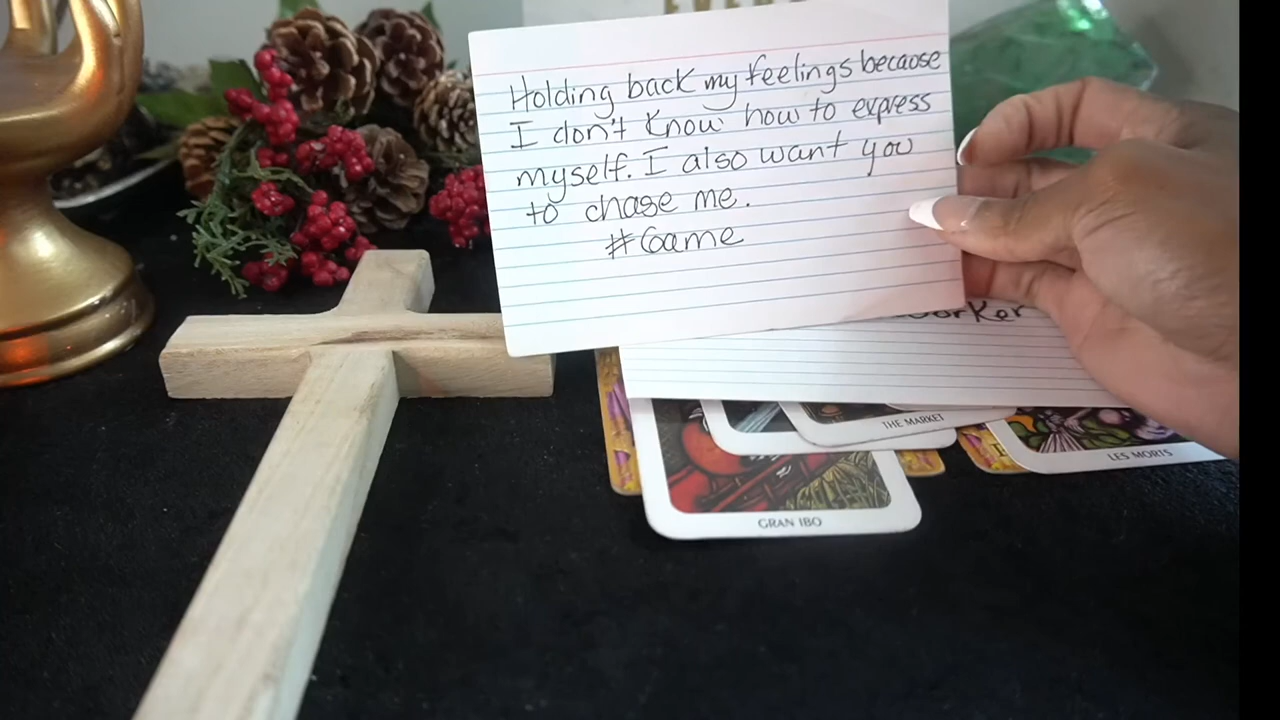 Holding back my feelings because
I don't know how to express
myself. I also want you
to chase me.
#Game
THE MARKET
LES MORTS
GRAN IBO